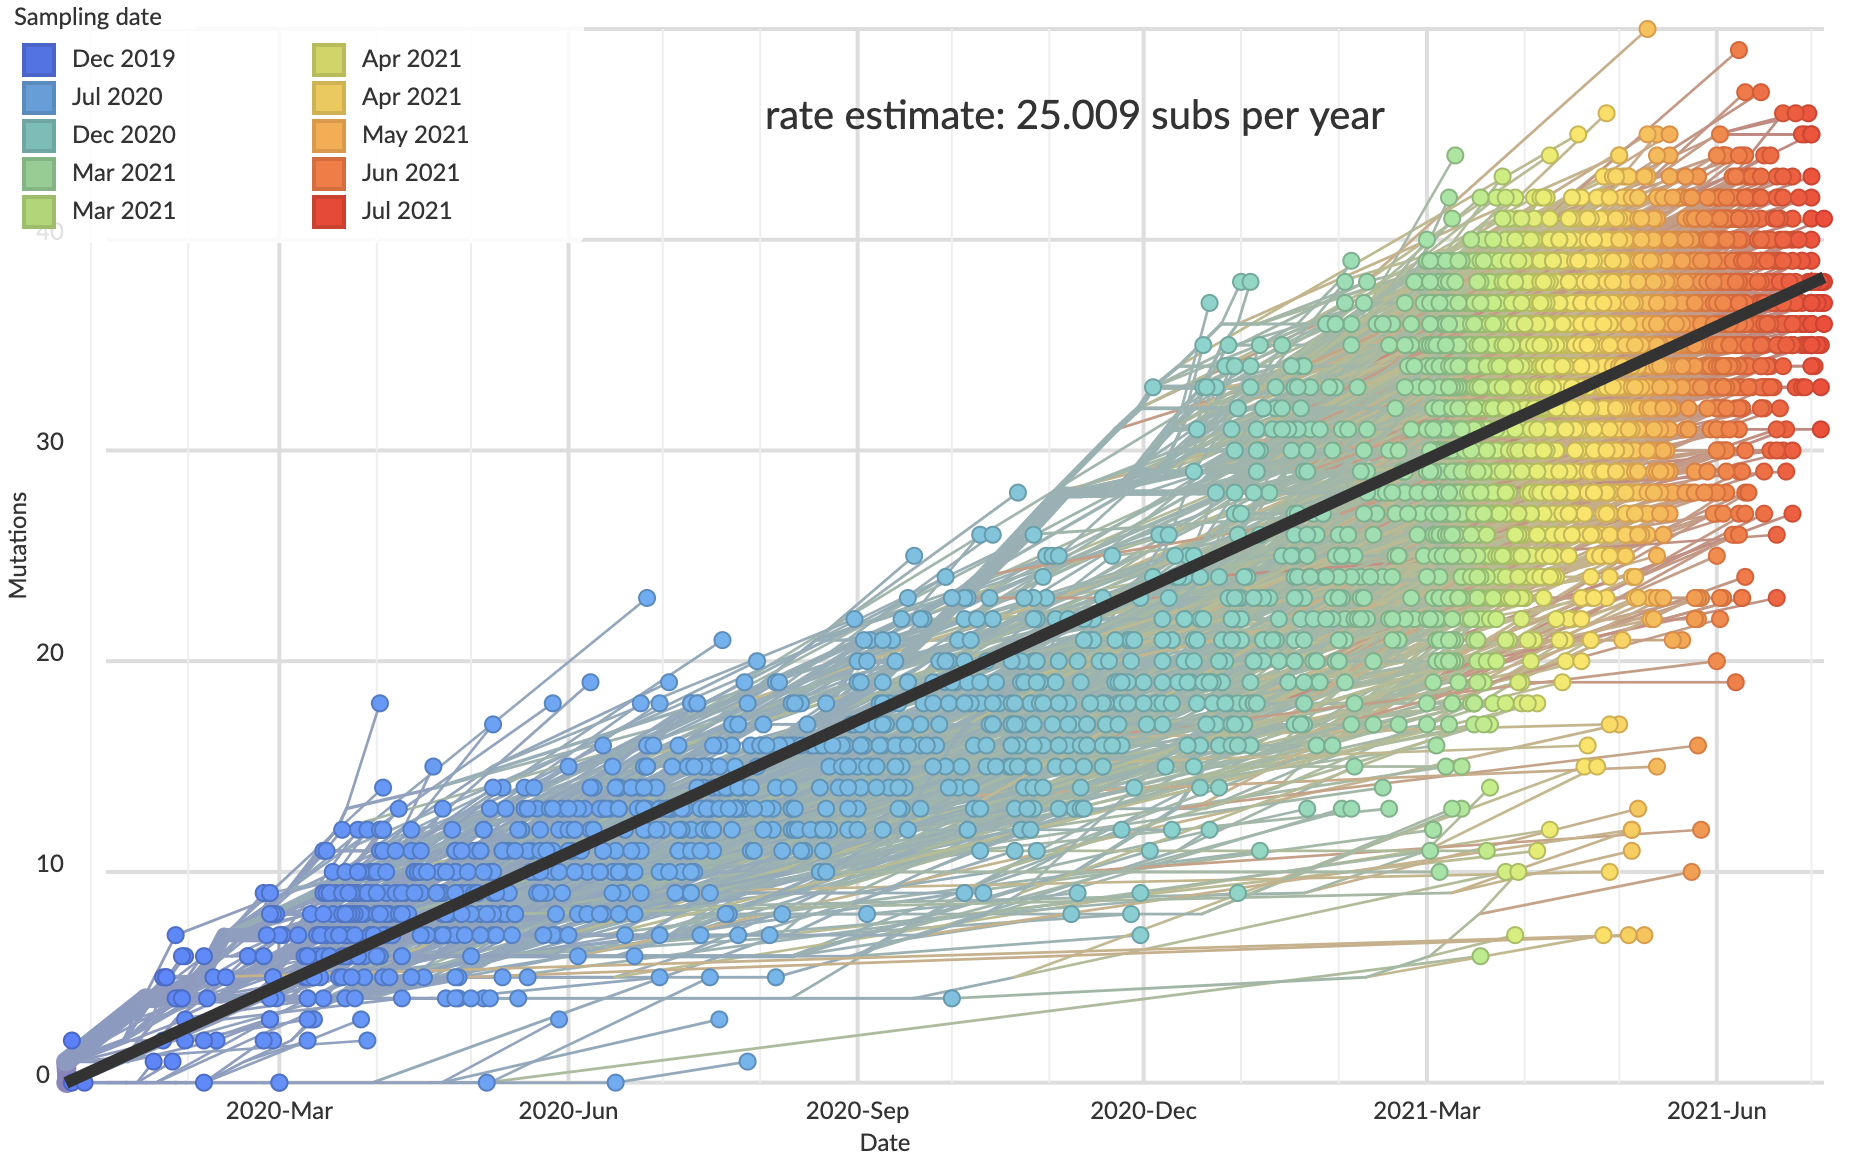 Sampling date
Dec 2019
Jul 2020
Dec 2020
Mar 2021
Mar 2021
Apr 2021
Apr 2021
May 2021
Jun 2021
Jul 2021
rate estimate: 25.009 subs per year
Mutations
40
30
20
10
0
2020-Mar
2020-Jun
2020-Sep
2020-Dec
2021-Mar
2021-Jun
Date